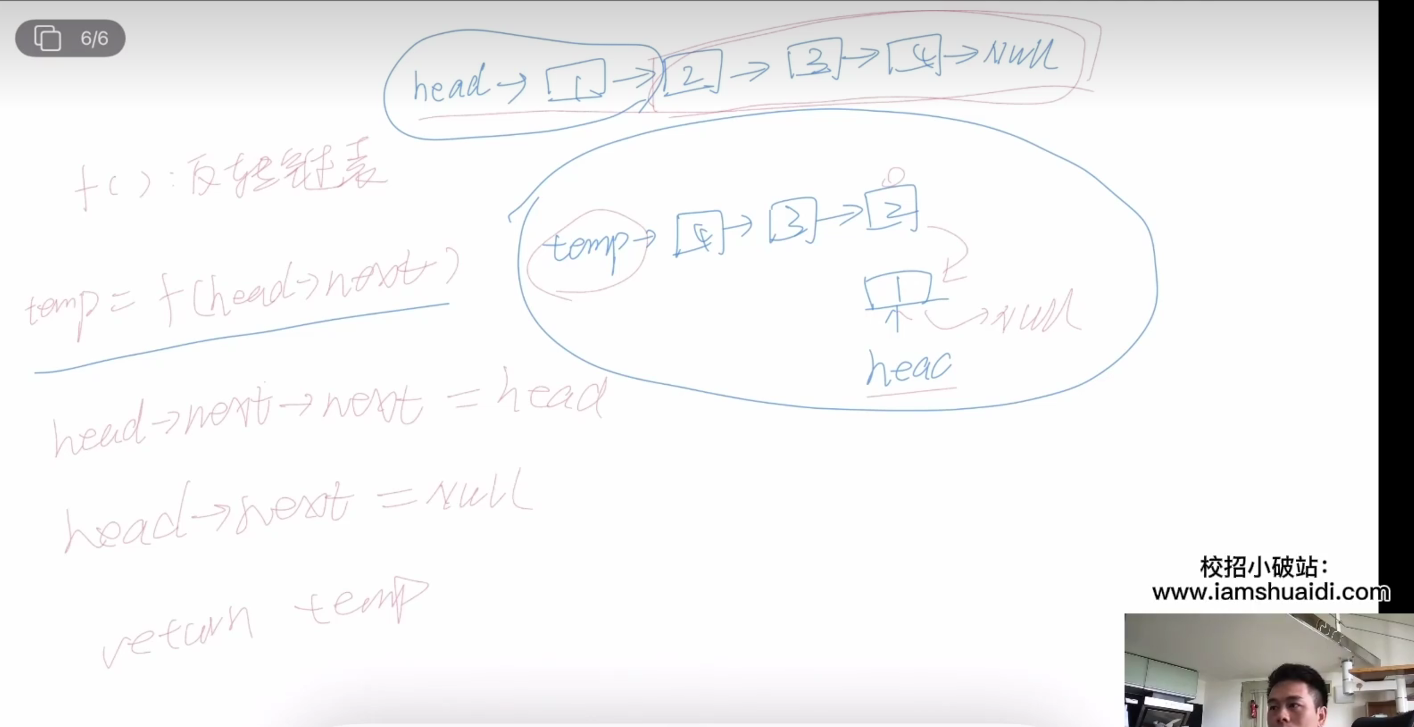 6/6
head → 1 → 2 → 3 → 4 → Null
f( ): 反转链表
temp → 4 → 3 → 2
temp = f(head→next)
1 → Null
heac
head→next→next = head
head→next = Null
return temp
校招小破站：
www.iamshuaidi.com